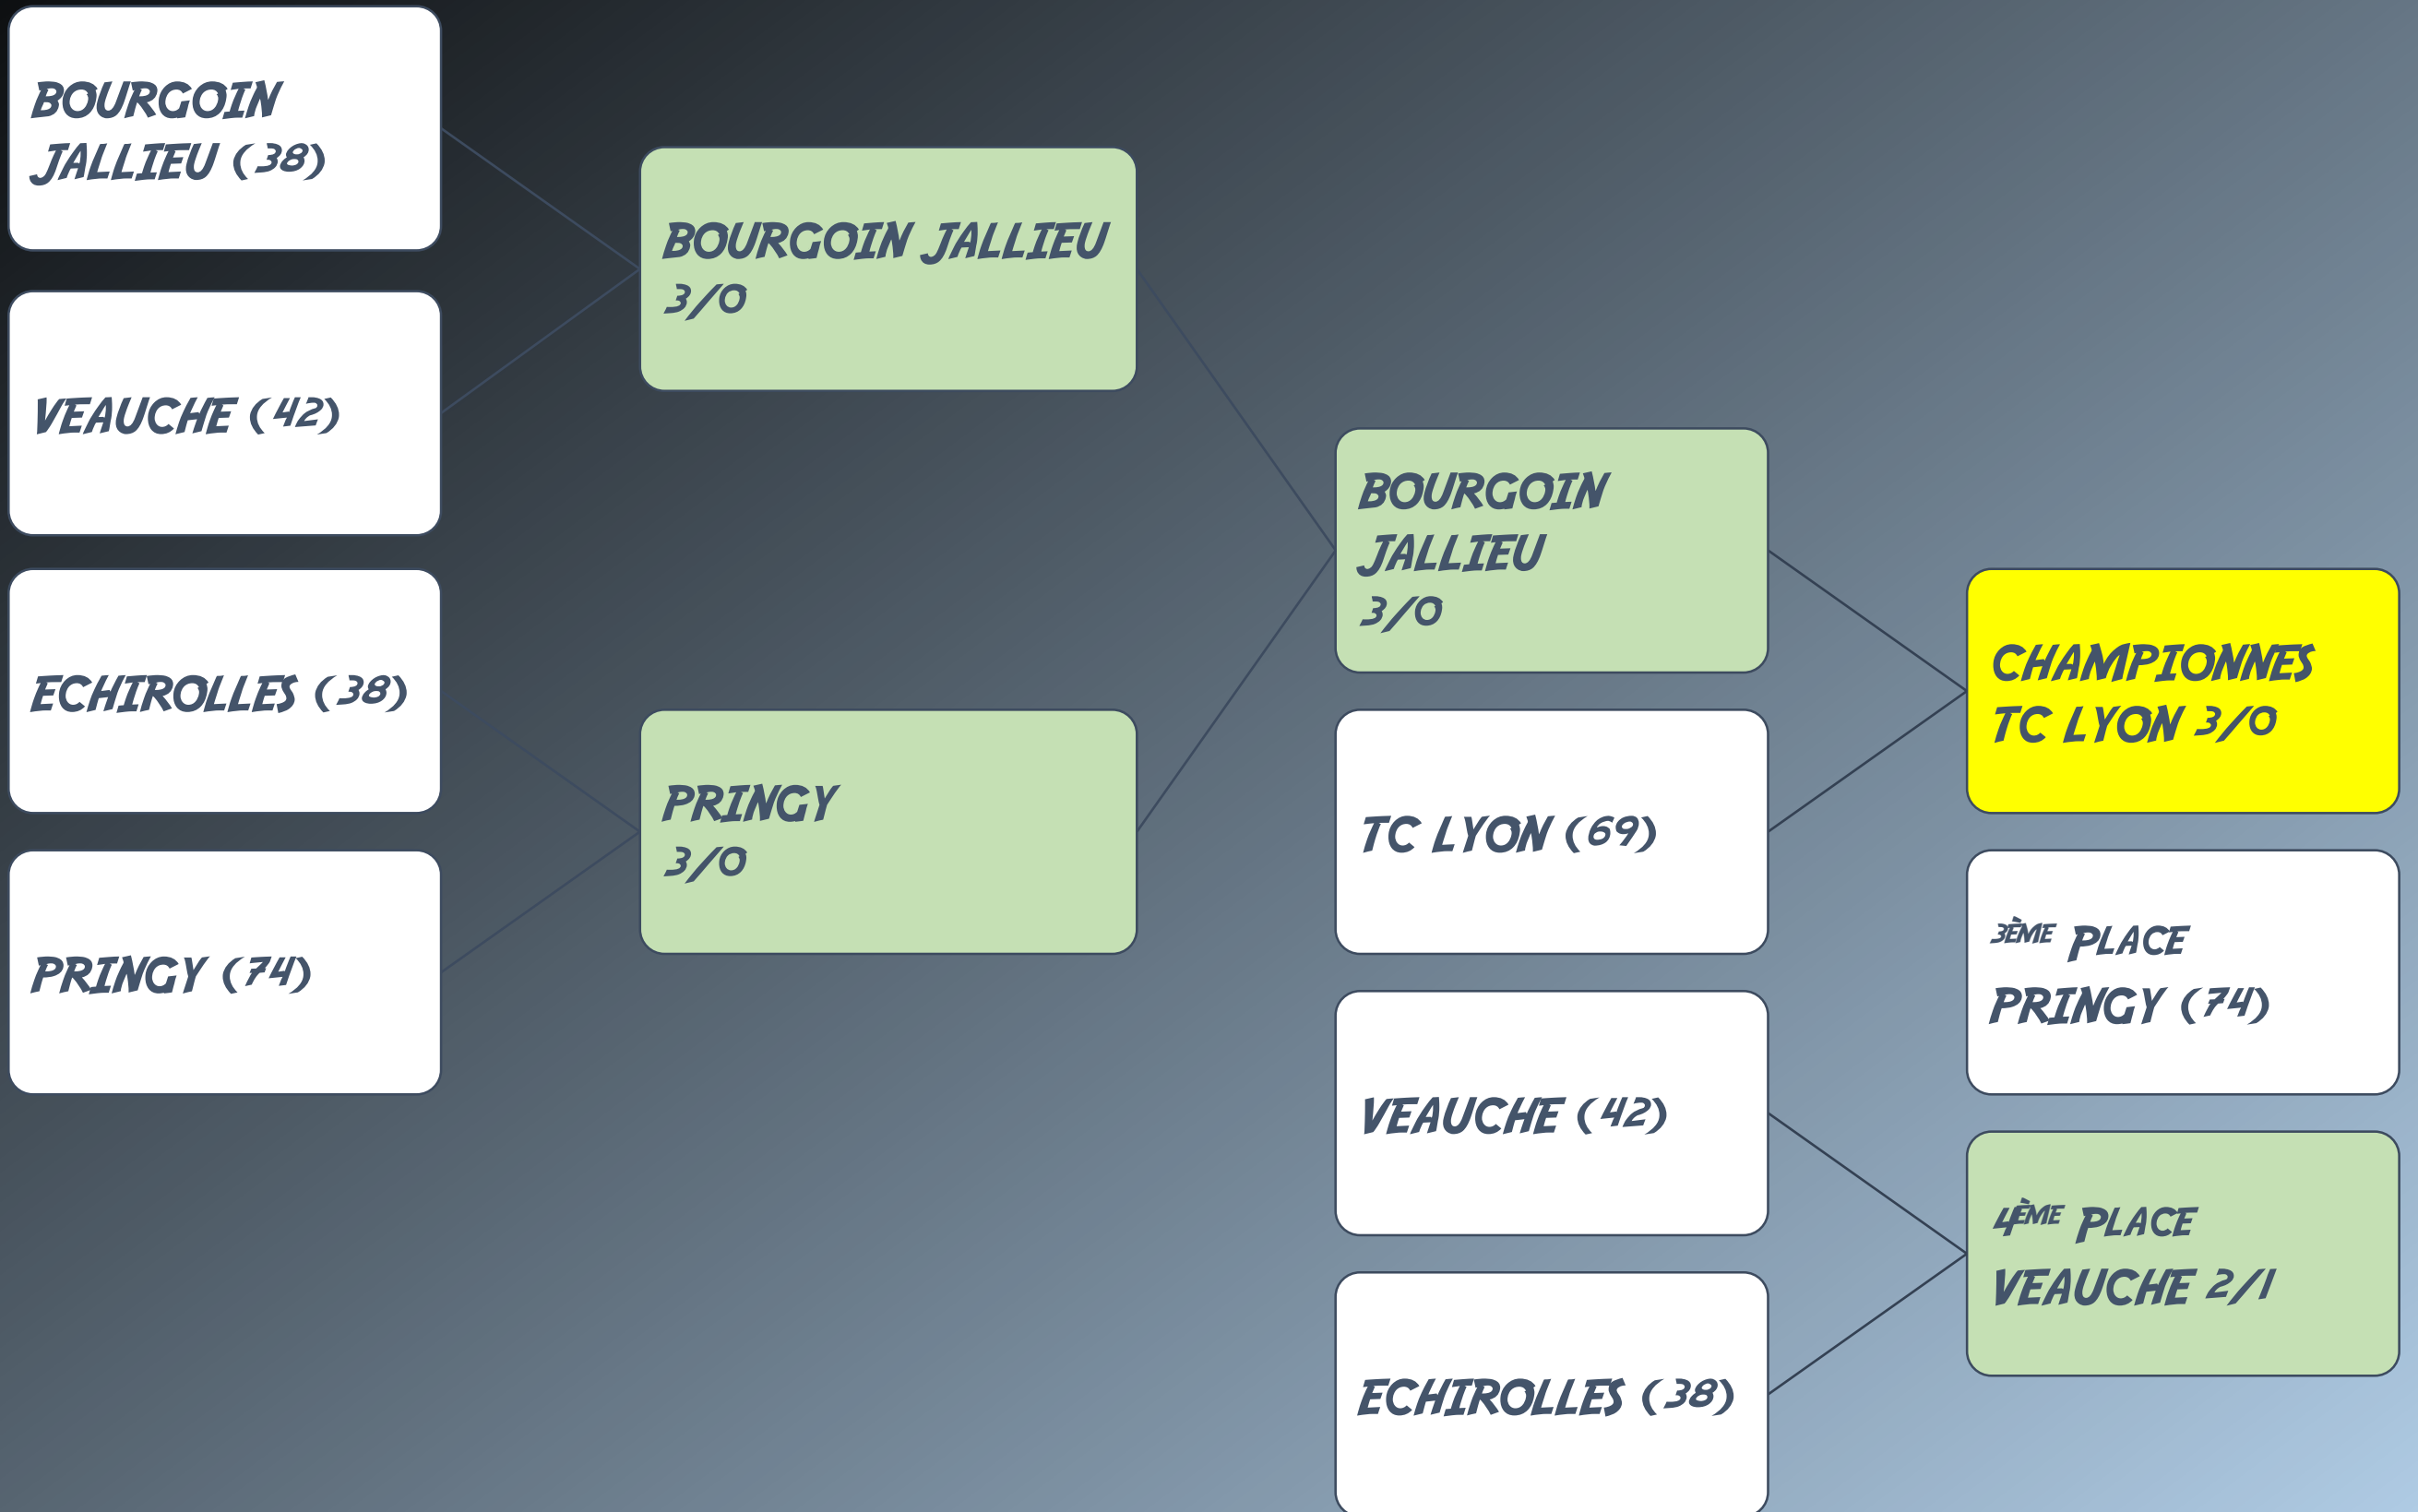 BOURGOIN
JALLIEU (38)
VEAUCHE (42)
ECHIROLLES (38)
PRINGY (74)
BOURGOIN JALLIEU
3/0
PRINGY
3/0
BOURGOIN
JALLIEU
3/0
TC LYON (69)
VEAUCHE (42)
ECHIROLLES (38)
CHAMPIONNES
TC LYON 3/0
3ÈME PLACE
PRINGY (74)
4ÈME PLACE
VEAUCHE 2/1